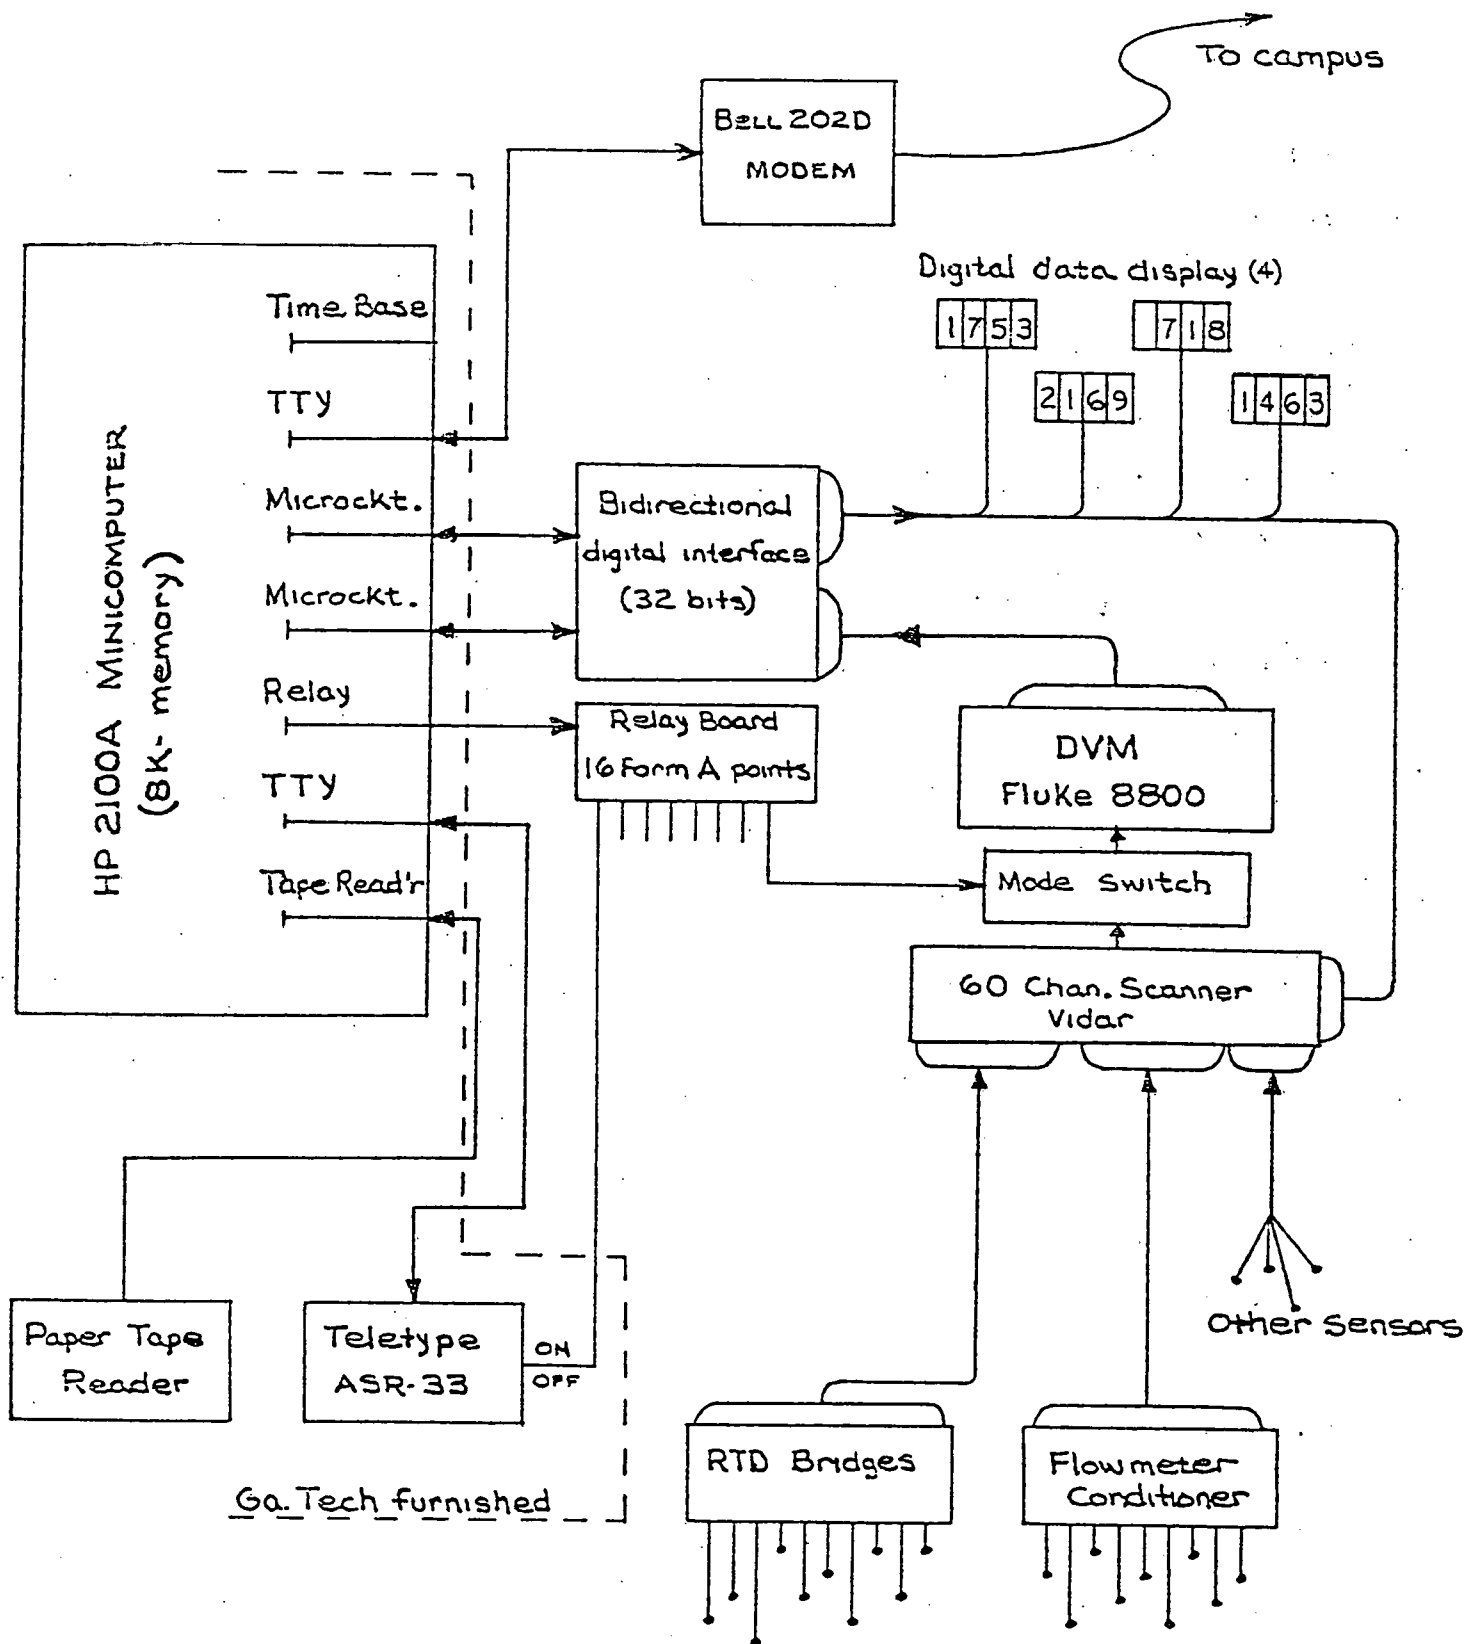 To campus
BELL 202D
MODEM
Digital data display (4)
1753
718
2169
1463
HP 2100A MINICOMPUTER
(8K- memory)
Time Base
TTY
Microckt.
Microckt.
Relay
TTY
Tape Read'r
Bidirectional
digital interface
(32 bits)
Relay Board
16 Form A points
DVM
Fluke 8800
Mode Switch
60 Chan. Scanner
Vidar
Other Sensors
Paper Tape
Reader
Teletype
ASR-33
ON
OFF
RTD Bridges
Flowmeter
Conditioner
Ga. Tech furnished